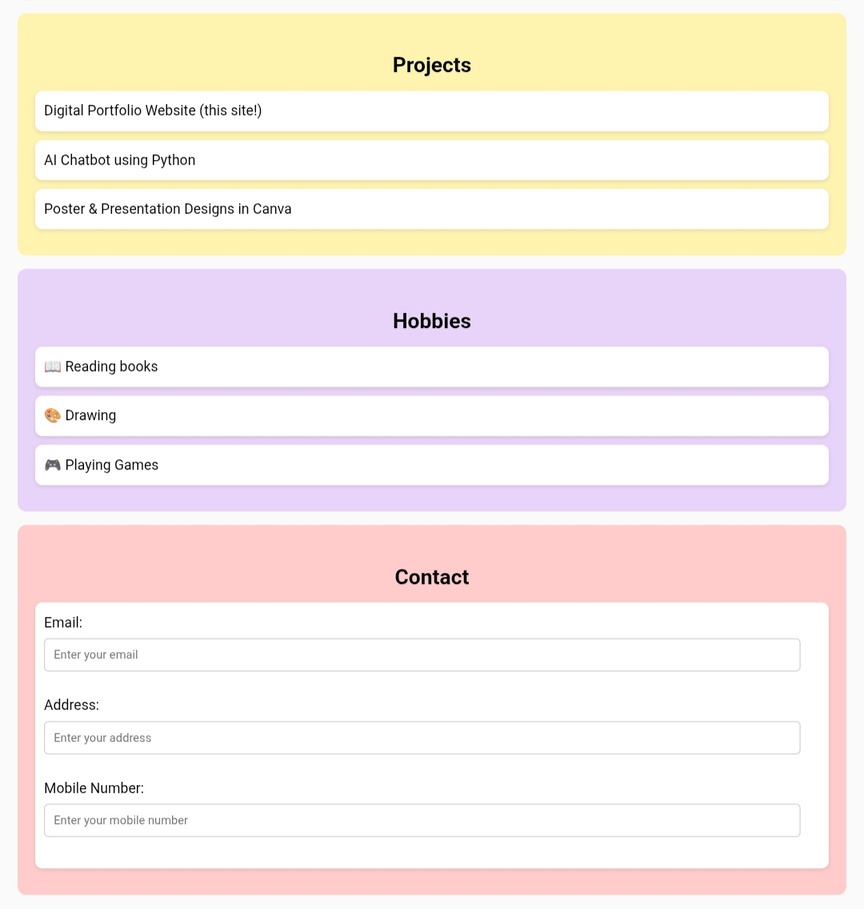 Projects
Digital Portfolio Website (this site!)
AI Chatbot using Python
Poster & Presentation Designs in Canva
Hobbies
📖 Reading books
🎨 Drawing
🎮 Playing Games
Contact
Email:
Enter your email
Address:
Enter your address
Mobile Number:
Enter your mobile number